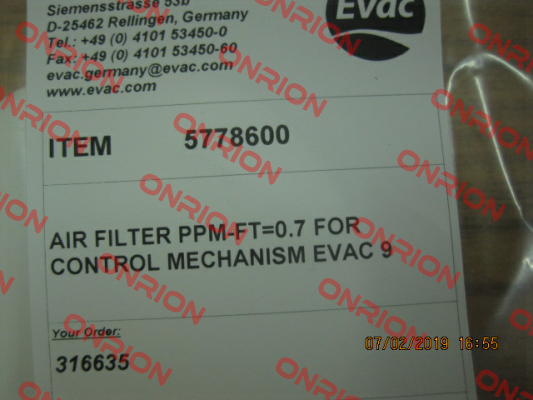 Siemensstrasse 53b
D-25462 Rellingen, Germany
Tel.: +49 (0) 4101 53450-0
Fax: +49 (0) 4101 53450-60
evac.germany@evac.com
www.evac.com
Evac
ITEM 5778600
AIR FILTER PPM-FT=0.7 FOR
CONTROL MECHANISM EVAC 9
Your Order:
316635
07/02/2019 16:55
ONRION